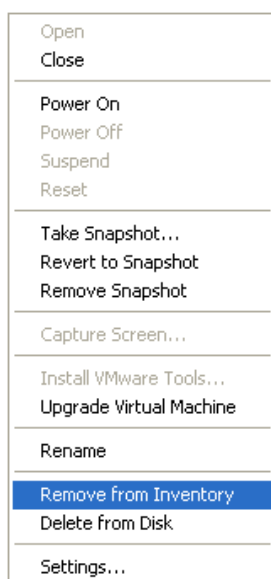 Open
Close
Power On
Power Off
Suspend
Reset
Take Snapshot...
Revert to Snapshot
Remove Snapshot
Capture Screen...
Install VMware Tools...
Upgrade Virtual Machine
Rename
Remove from Inventory
Delete from Disk
Settings...